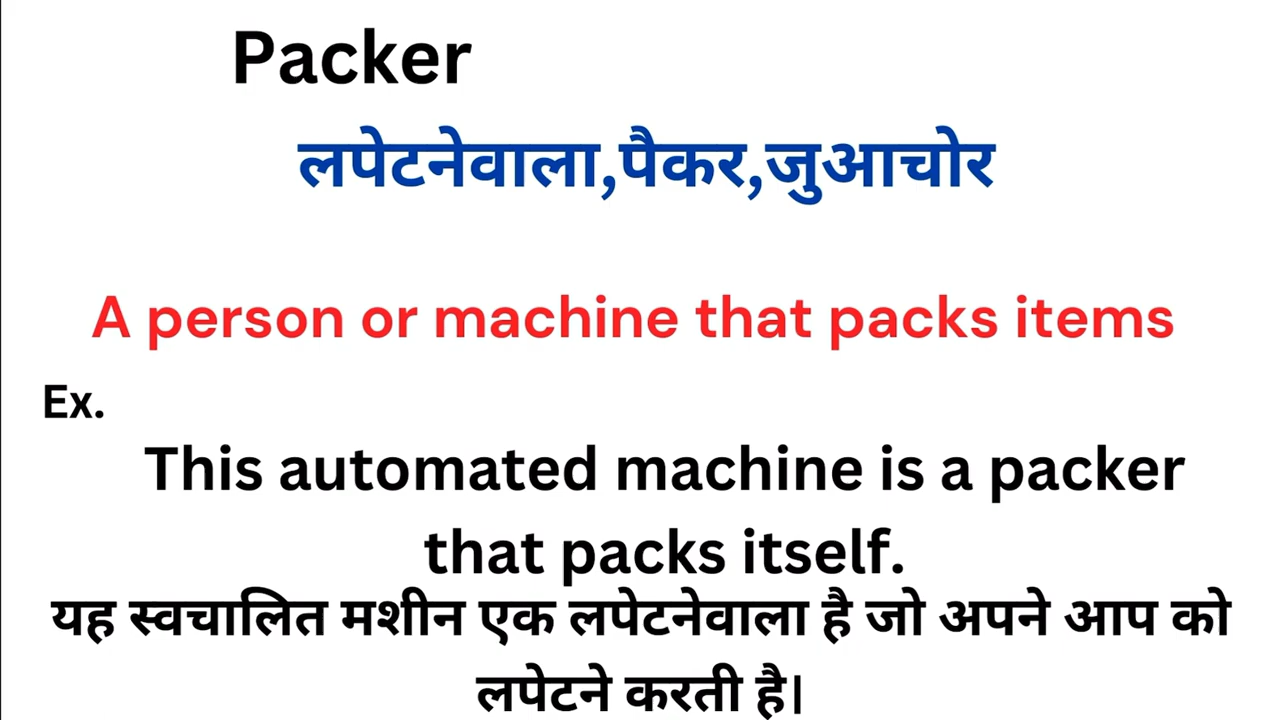 Packer
लपेटनेवाला,पैकर,जुआचोर
A person or machine that packs items
Ex.
This automated machine is a packer
that packs itself.
यह स्वचालित मशीन एक लपेटनेवाला है जो अपने आप को
लपेटने करती है।